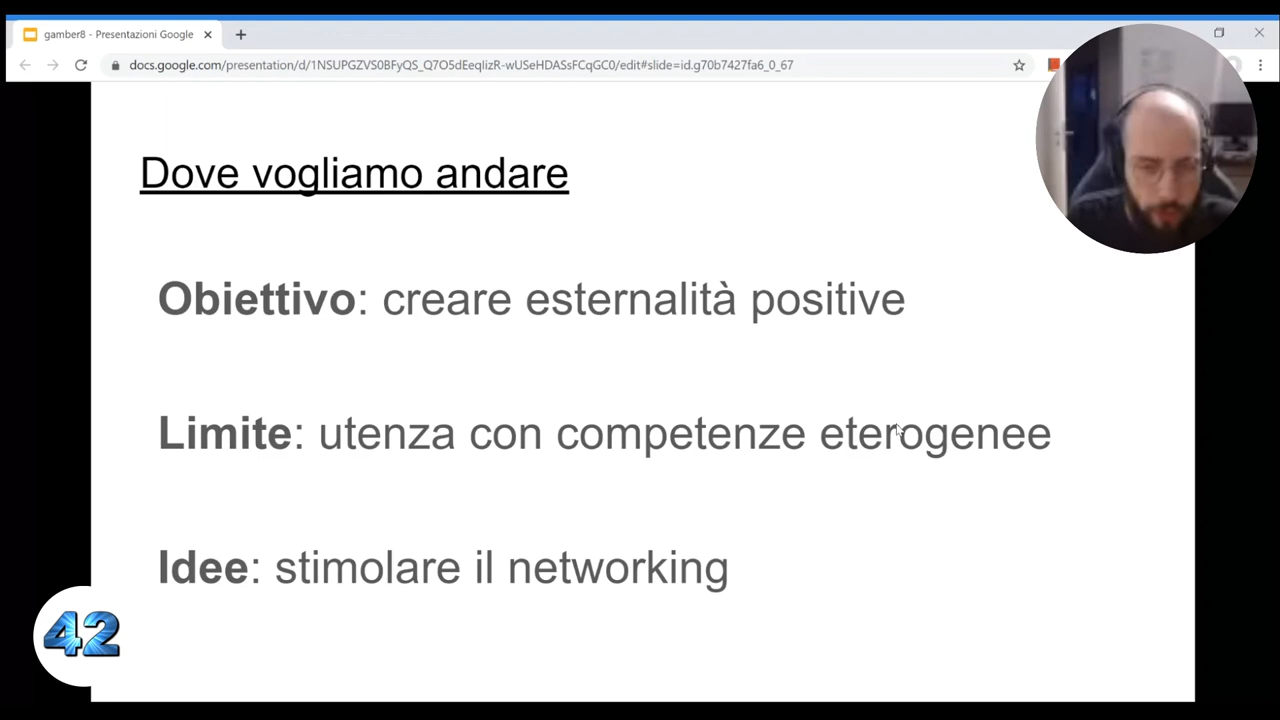 gamber8 - Presentazioni Google
docs.google.com/presentation/d/1NSUPGZVS0BFyQS_Q7O5dEeqIizR-wUSeHDASsFCqGC0/edit#slide=id.g70b7427fa6_0_67
Dove vogliamo andare
Obiettivo: creare esternalità positive
Limite: utenza con competenze eterogenee
Idee: stimolare il networking
42